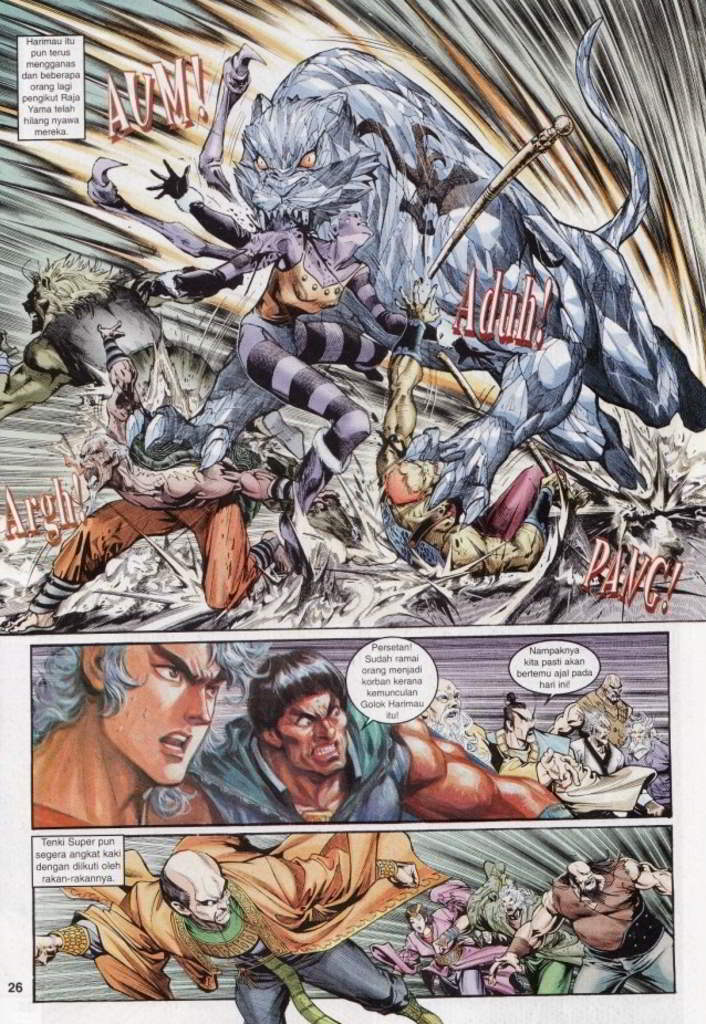 Harimau itu
pun terus
mengganas
dan beberapa
orang lagi
pengikut Raja
Yama telah
hilang nyawa
mereka.
AUM!
Aduh!
Argh!
PANG!
Persetan!
Sudah ramai
orang menjadi
korban kerana
kemunculan
Golok Harimau
itu!
Nampaknya
kita pasti akan
bertemu ajal pada
hari ini!
Tenki Super pun
segera angkat kaki
dengan diikuti oleh
rakan-rakannya.
26